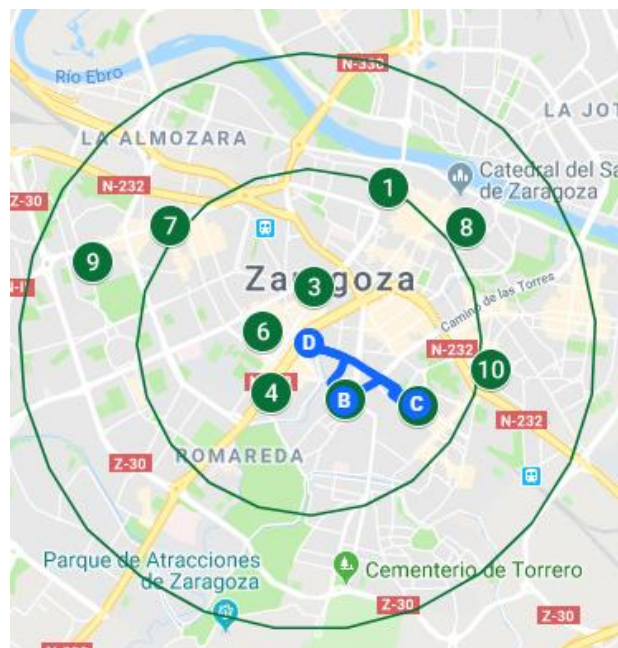 N-330
Río Ebro
LA JOT
LA ALMOZARA
Catedral del Sa
de Zaragoza
N-232
Z-30
1
7
8
9
Zaragoza
3
Camino de las Torres
6
D
N-232
10
4
B
C
N-232
ROMAREDA
Z-30
Parque de Atracciones
de Zaragoza
Cementerio de Torrero
Z-30
Z-30